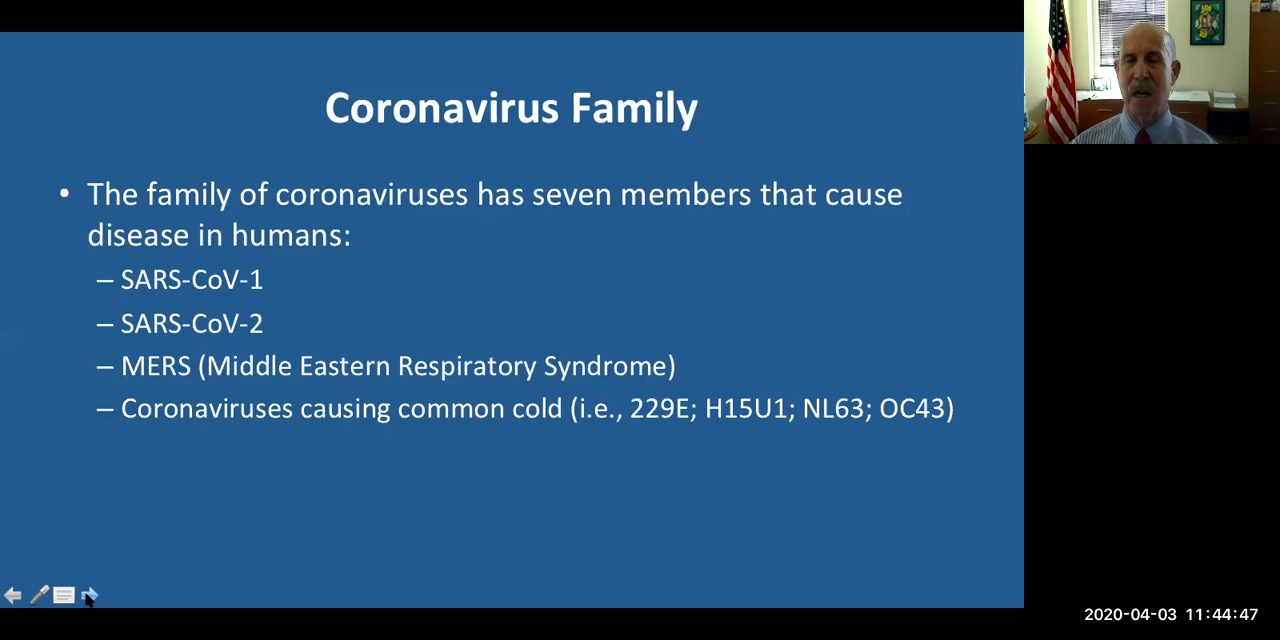 Coronavirus Family
• The family of coronaviruses has seven members that cause
disease in humans:
– SARS-CoV-1
– SARS-CoV-2
– MERS (Middle Eastern Respiratory Syndrome)
– Coronaviruses causing common cold (i.e., 229E; H15U1; NL63; OC43)
2020-04-03 11:44:47